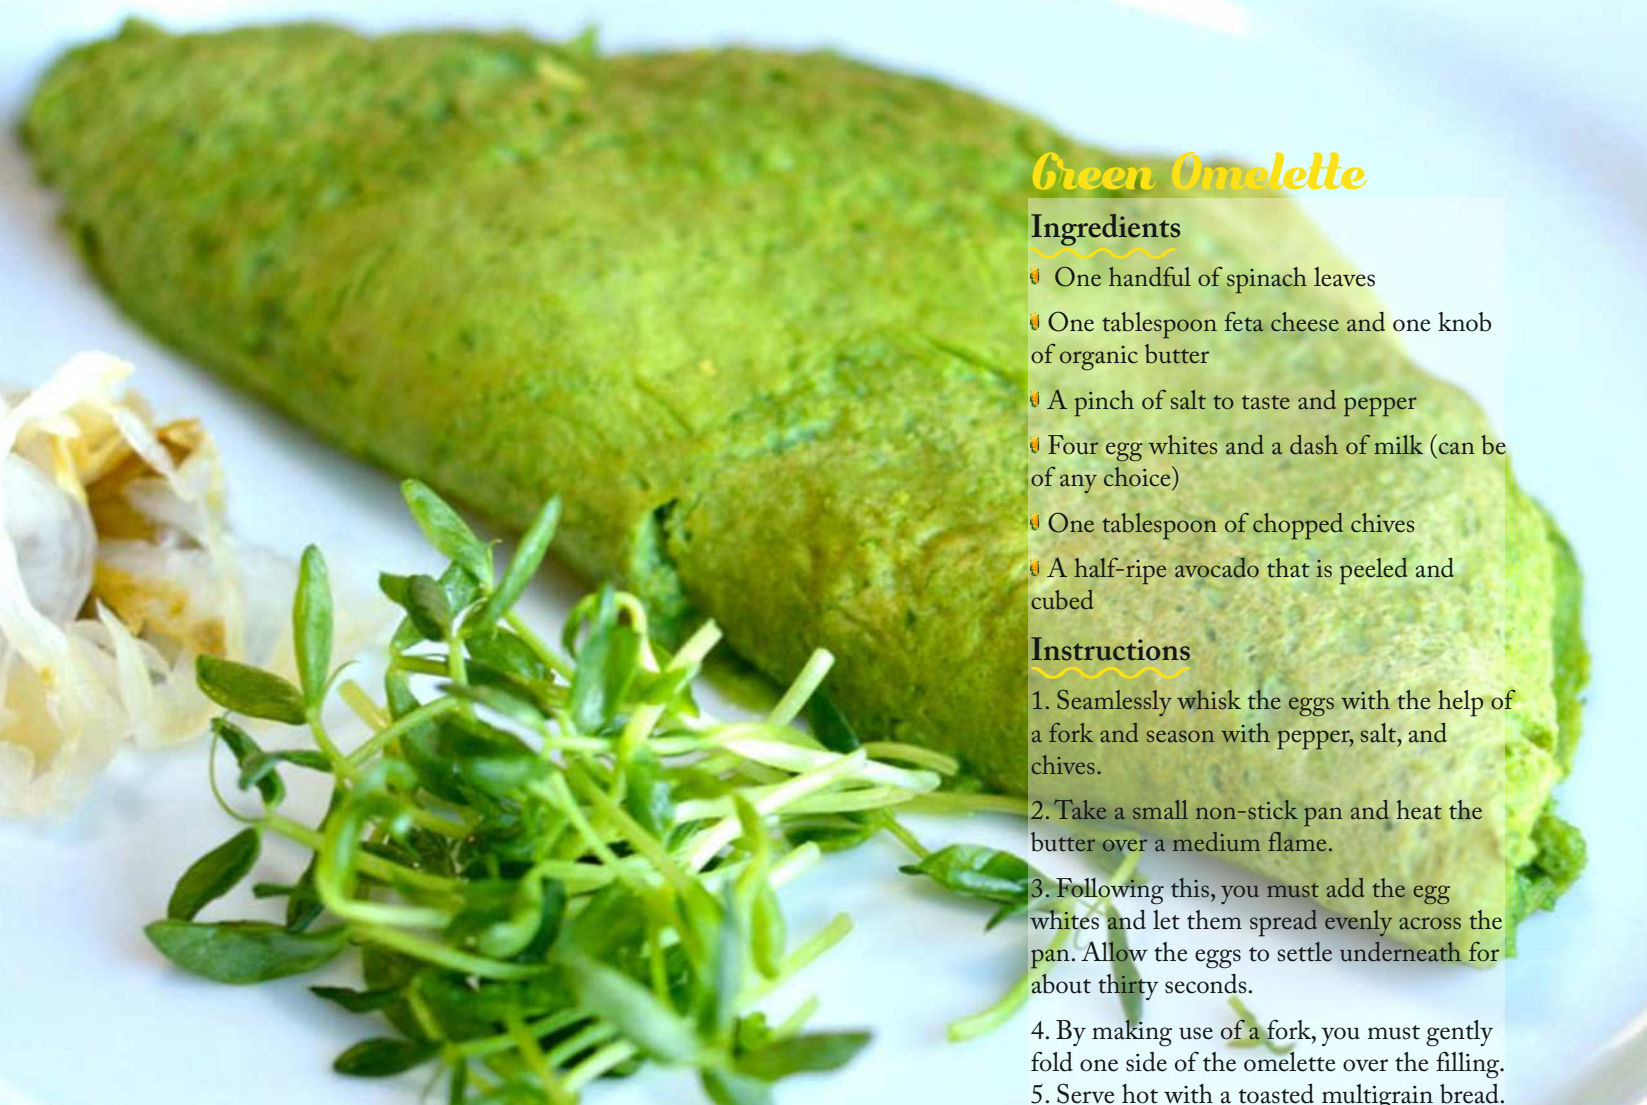 Green Omelette
Ingredients
One handful of spinach leaves
One tablespoon feta cheese and one knob
of organic butter
A pinch of salt to taste and pepper
Four egg whites and a dash of milk (can be
of any choice)
One tablespoon of chopped chives
A half-ripe avocado that is peeled and
cubed
Instructions
1. Seamlessly whisk the eggs with the help of
a fork and season with pepper, salt, and
chives.
2. Take a small non-stick pan and heat the
butter over a medium flame.
3. Following this, you must add the egg
whites and let them spread evenly across the
pan. Allow the eggs to settle underneath for
about thirty seconds.
4. By making use of a fork, you must gently
fold one side of the omelette over the filling.
5. Serve hot with a toasted multigrain bread.